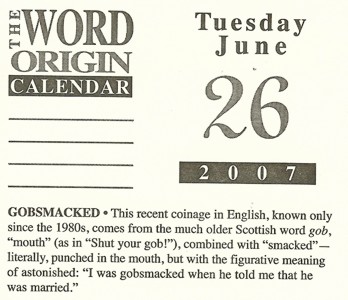 THE WORD
ORIGIN
CALENDAR
Tuesday
June
26
2007
GOBSMACKED • This recent coinage in English, known only
since the 1980s, comes from the much older Scottish word gob,
"mouth" (as in "Shut your gob!"), combined with "smacked"—
literally, punched in the mouth, but with the figurative meaning
of astonished: "I was gobsmacked when he told me that he
was married."